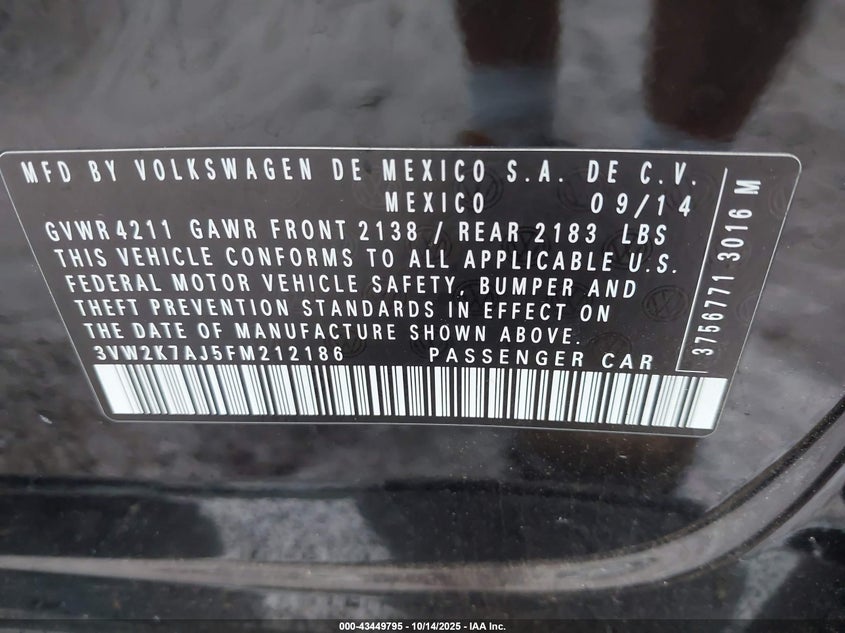 MFD BY VOLKSWAGEN DE MEXICO S.A. DE C.V.
MEXICO 09/14
GVWR 4211 GAWR FRONT 2138 / REAR 2183 LBS
THIS VEHICLE CONFORMS TO ALL APPLICABLE U.S.
FEDERAL MOTOR VEHICLE SAFETY, BUMPER AND
THEFT PREVENTION STANDARDS IN EFFECT ON
THE DATE OF MANUFACTURE SHOWN ABOVE.
3VW2K7AJ5FM212186 PASSENGER CAR
3756771 3016 M
000-43449795 - 10/14/2025 - IAA Inc.